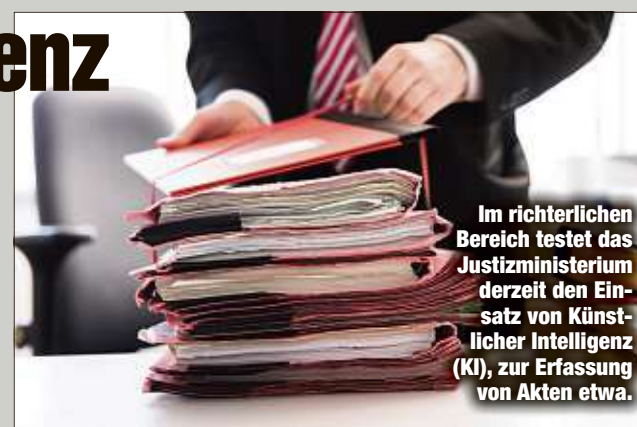 enz
Im richterlichen
Bereich testet das
Justizministerium
derzeit den Ein-
satz von Künst-
licher Intelligenz
(KI), zur Erfassung
von Akten etwa.